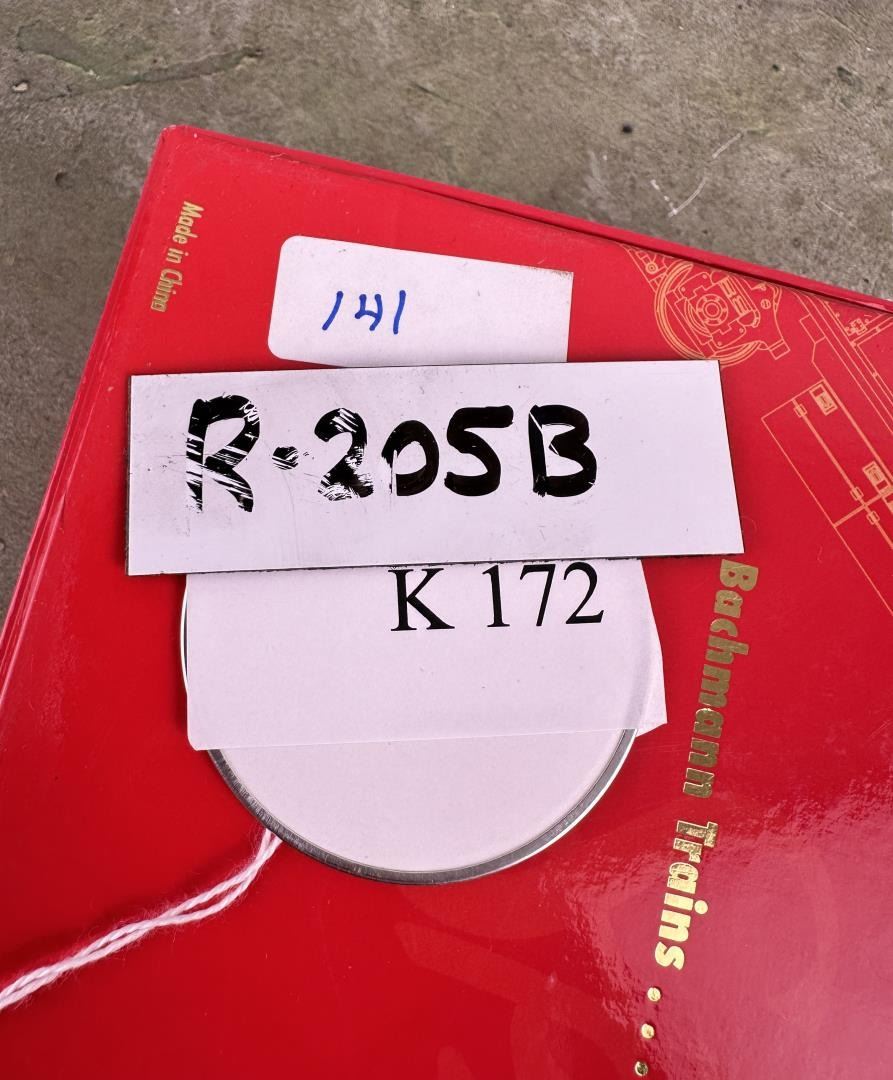 Made in China
141
R·205B
K 172
Bachmann Trains...